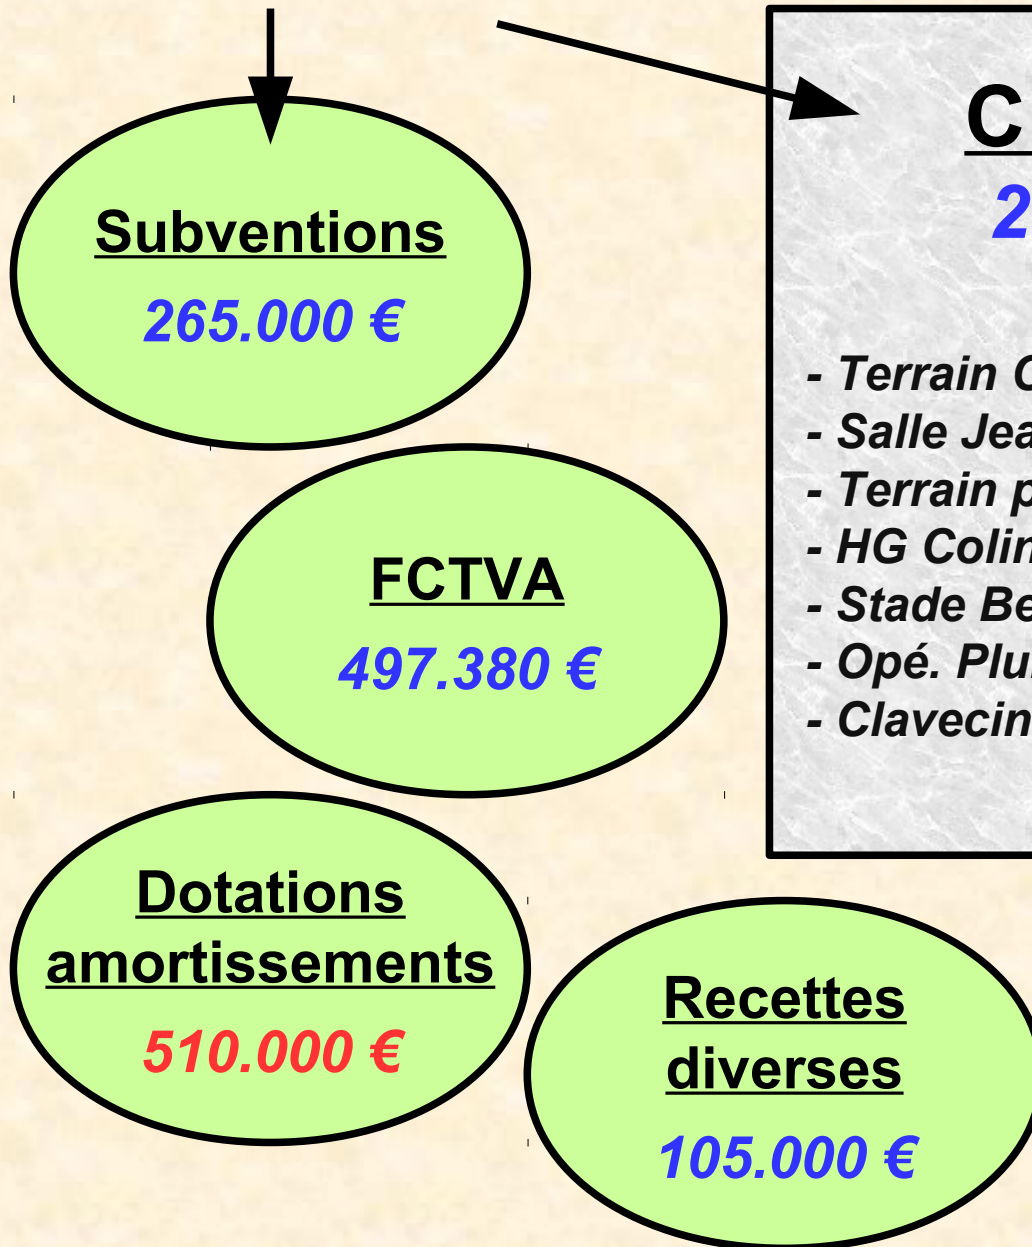 Subventions
265.000 €
FCTVA
497.380 €
Dotations
amortissements
510.000 €
Recettes
diverses
105.000 €
C
2
- Terrain
- Salle
- Terrain
- HG Colin
- Stade
- Opé.
- Clavecin